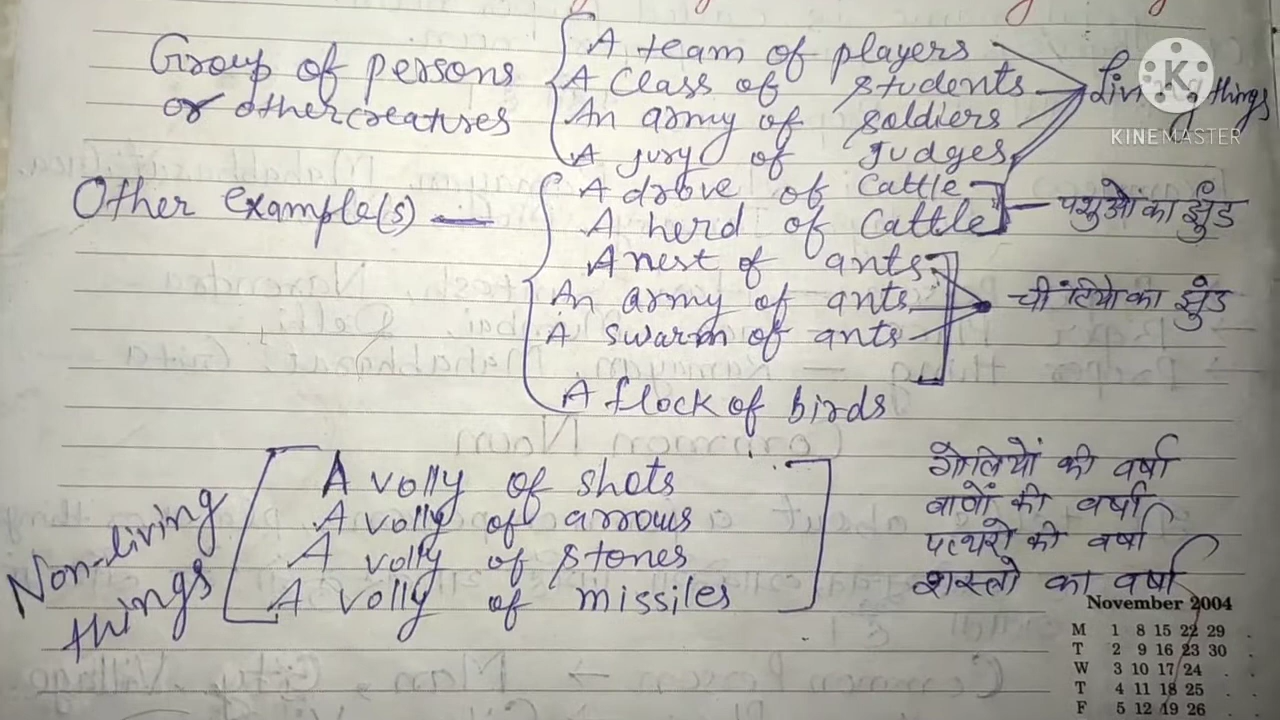 Group of persons
or other creatures
A team of players
A Class of students
An army of soldiers
A jury of Judges
Living things
KINEMASTER
Other example(s) —
A drove of Cattle
A herd of Cattle
पशुओ का झुंड
A nest of ants
An army of ants
A swarm of ants
चीटियो का झुंड
A flock of birds
Non-living
things
A volly of shots
A volly of arrows
A volly of stones
A volly of missiles
गोलियों की वर्षा
बाणों की वर्षा
पत्थरो की वर्षा
शस्त्रो का वर्षा
November 2004
M 1 8 15 22 29
T 2 9 16 23 30
W 3 10 17 24
T 4 11 18 25
F 5 12 19 26